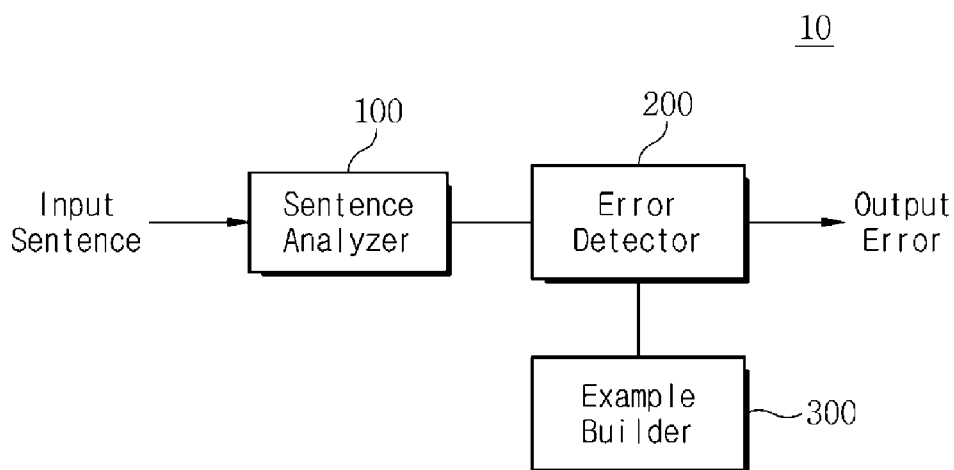 10
100
200
Input
Sentence
Sentence
Analyzer
Error
Detector
Output
Error
Example
Builder
300